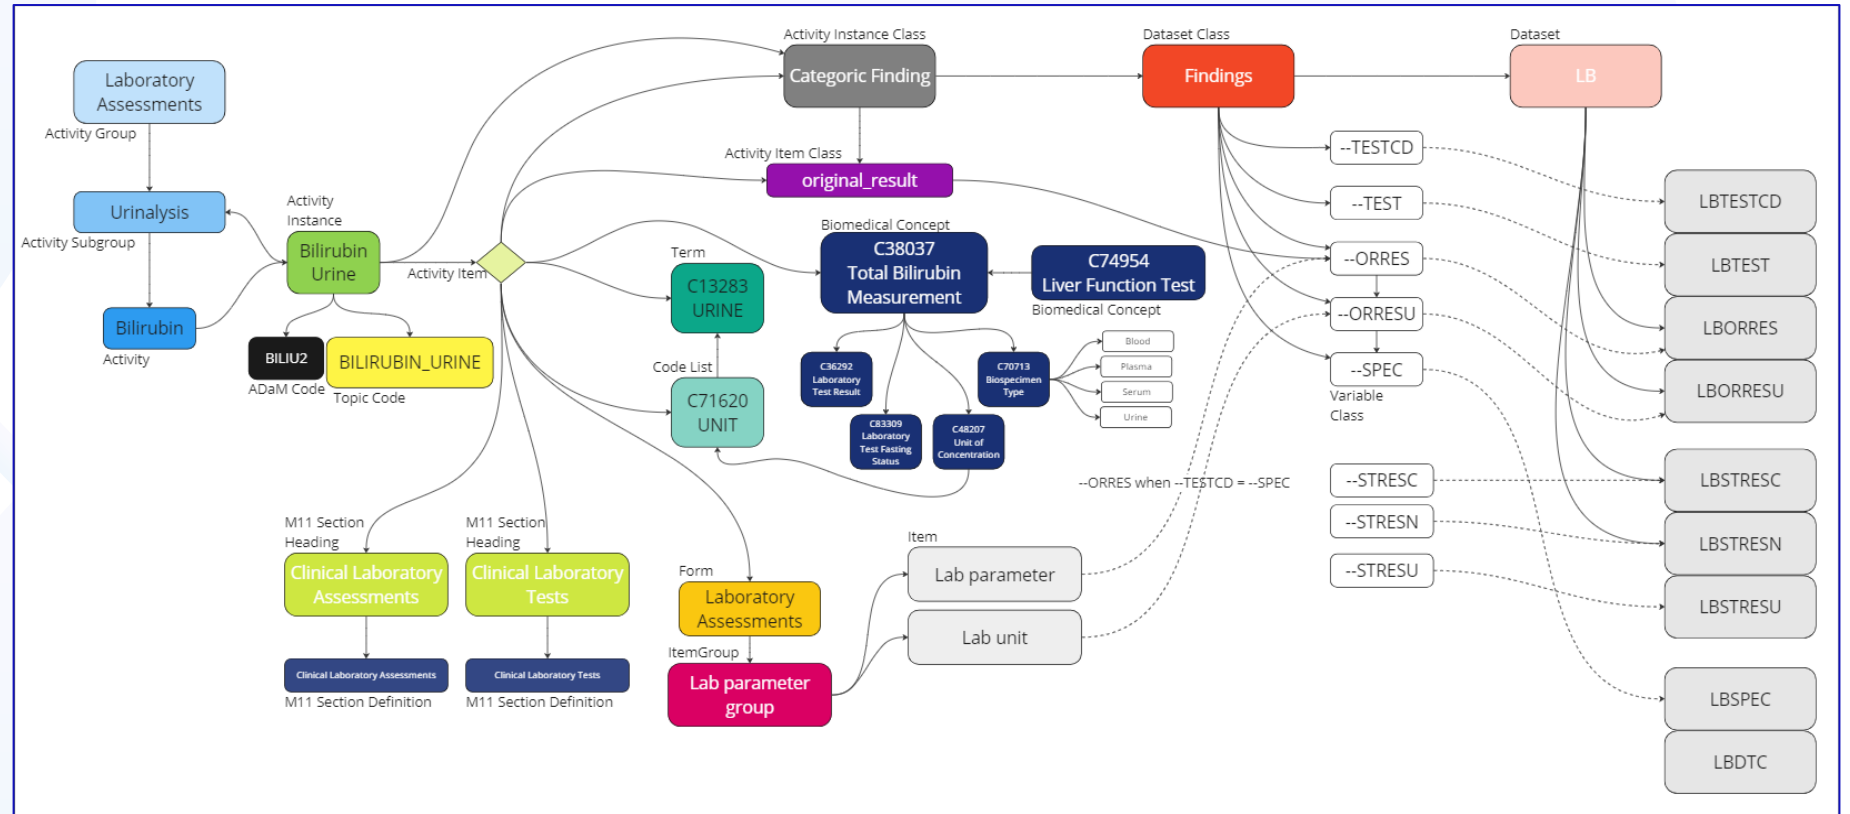 Activity Instance Class
Dataset Class
Dataset
Laboratory
Assessments
Categoric Finding
Findings
LB
Activity Group
--TESTCD
Activity Item Class
original_result
LBTESTCD
Urinalysis
Activity
Instance
--TEST
Activity Subgroup
Bilirubin
Urine
Activity Item
Term
C13283
URINE
Biomedical Concept
C38037
Total Bilirubin
Measurement
C74954
Liver Function Test
Biomedical Concept
--ORRES
LBTEST
--ORRESU
LBORRES
Bilirubin
Activity
BILIU2
ADaM Code
BILIRUBIN_URINE
Topic Code
Code List
C71620
UNIT
C36292
Laboratory
Test Result
C70713
Biospecimen
Type
Blood
Plasma
Serum
Urine
--SPEC
Variable
Class
LBORRESU
C83309
Laboratory
Test Fasting
Status
C48207
Unit of
Concentration
--ORRES when --TESTCD = --SPEC
--STRESC
LBSTRESC
--STRESN
LBSTRESN
--STRESU
LBSTRESU
M11 Section
Heading
Clinical Laboratory
Assessments
M11 Section
Heading
Clinical Laboratory
Tests
Form
Laboratory
Assessments
Item
Lab parameter
Lab unit
ItemGroup
Lab parameter
group
Clinical Laboratory Assessments
M11 Section Definition
Clinical Laboratory Tests
M11 Section Definition
LBSPEC
LBDTC